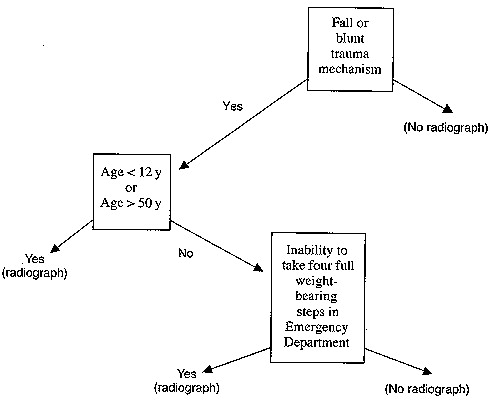 Fall or
blunt
trauma
mechanism
Yes
(No radiograph)
Age < 12 y
or
Age > 50 y
Yes
(radiograph)
No
Inability to
take four full
weight-
bearing
steps in
Emergency
Department
Yes
(radiograph)
(No radiograph)